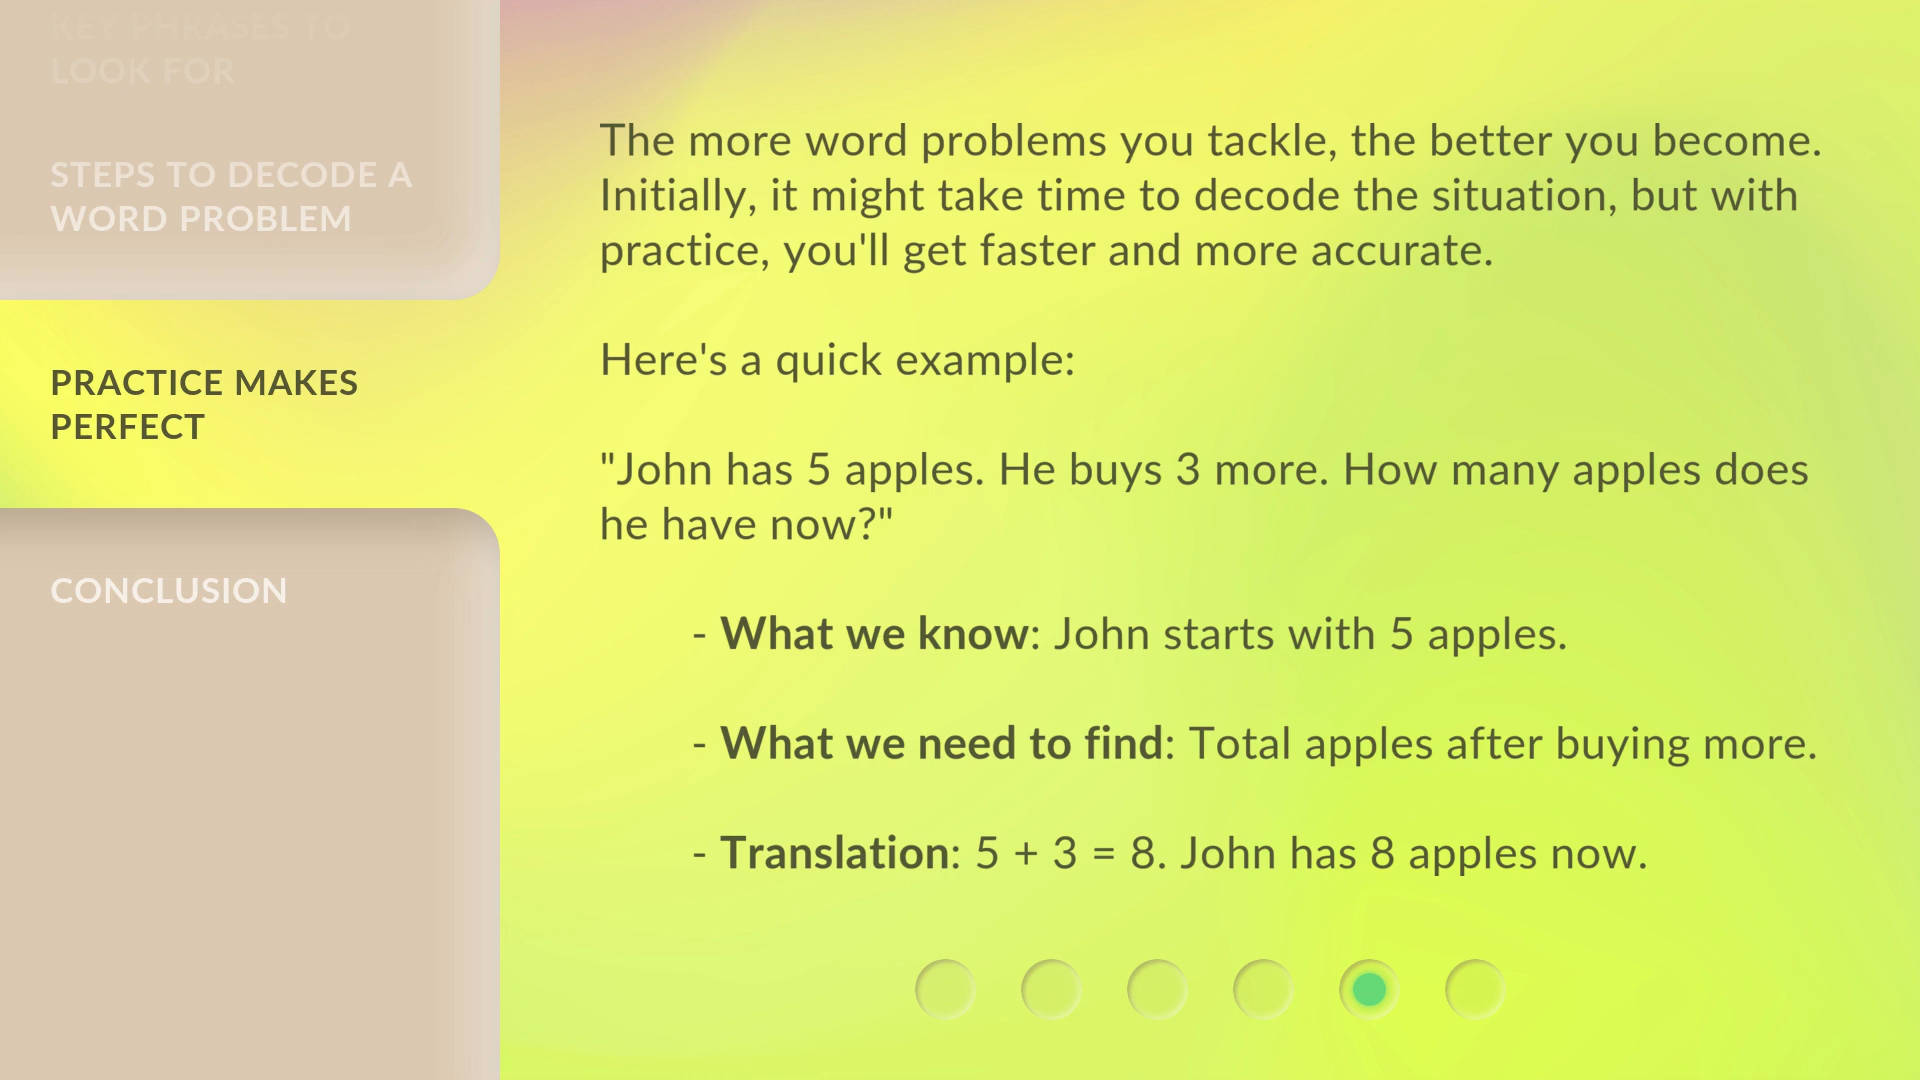 KEY PHRASES TO
LOOK FOR
STEPS TO DECODE A
WORD PROBLEM
PRACTICE MAKES
PERFECT
CONCLUSION
The more word problems you tackle, the better you become.
Initially, it might take time to decode the situation, but with
practice, you'll get faster and more accurate.
Here's a quick example:
"John has 5 apples. He buys 3 more. How many apples does
he have now?"
- What we know: John starts with 5 apples.
- What we need to find: Total apples after buying more.
- Translation: 5 + 3 = 8. John has 8 apples now.